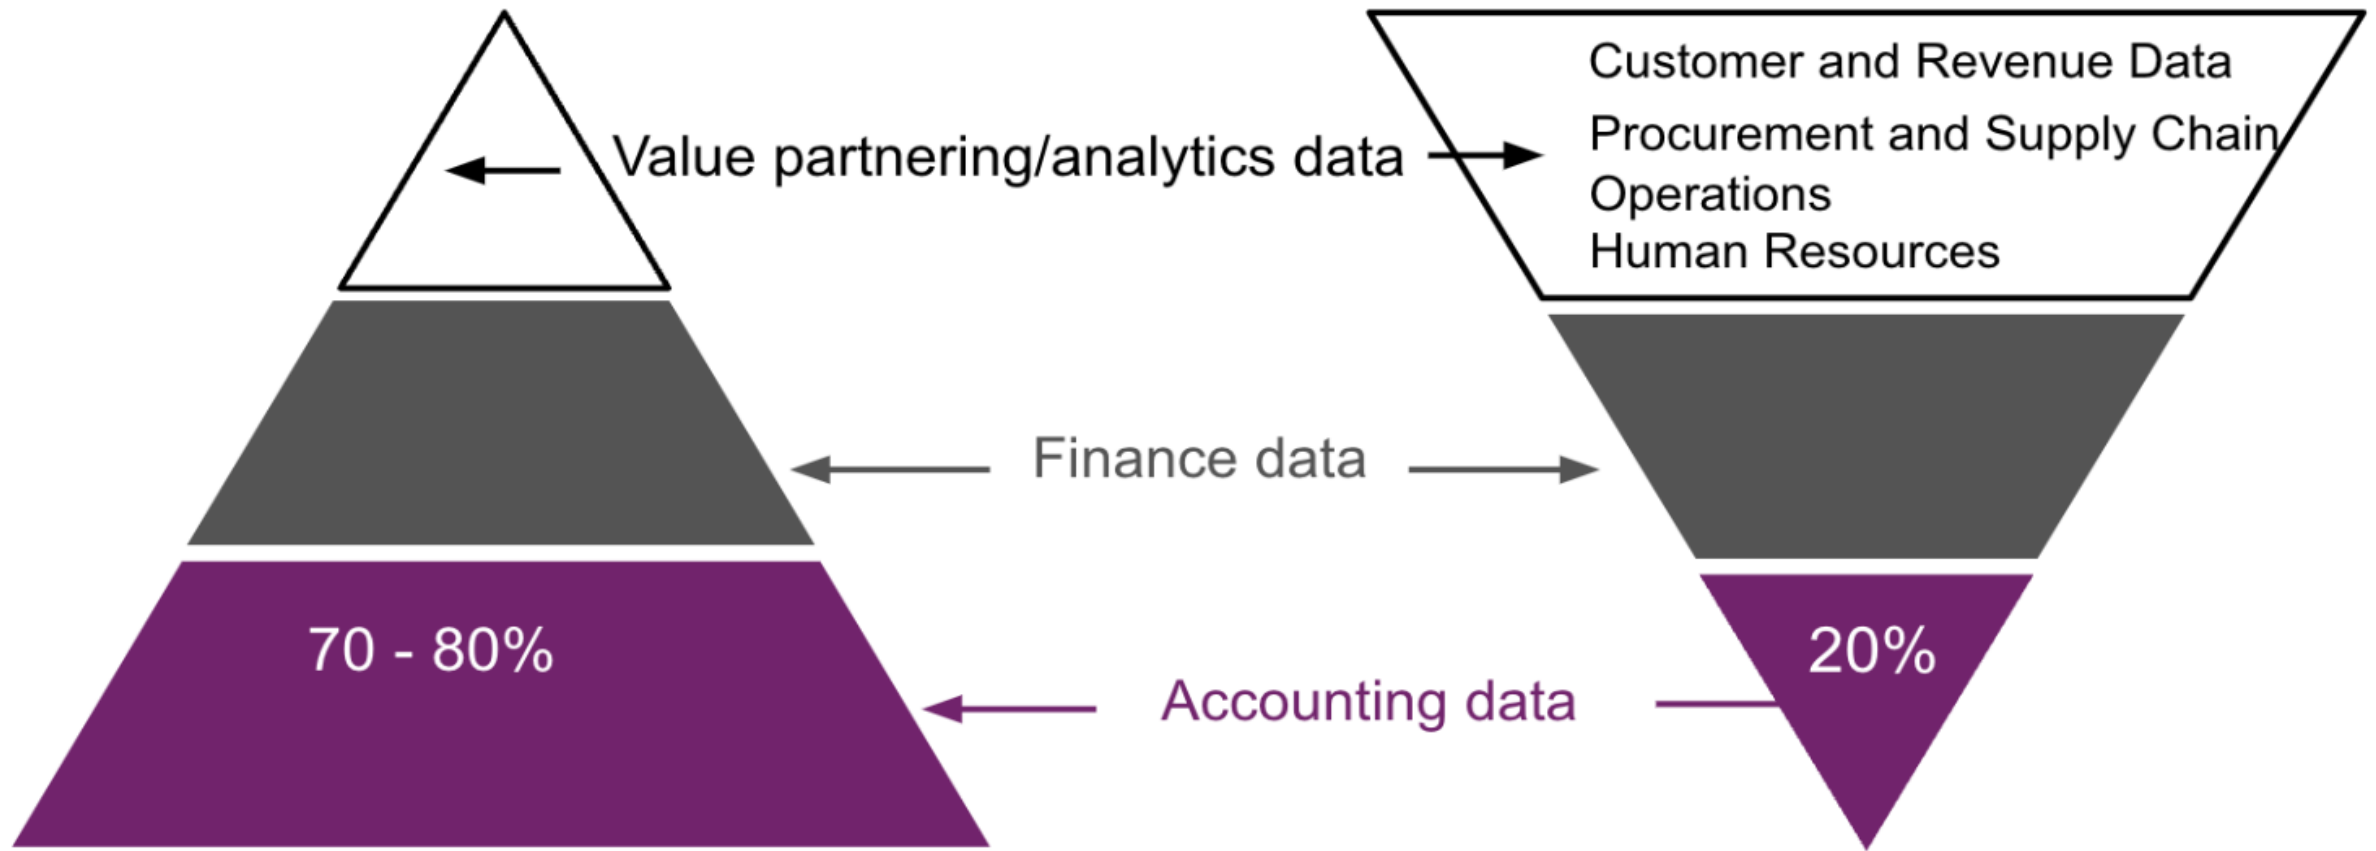 Customer and Revenue Data
Procurement and Supply Chain
Operations
Human Resources
Value partnering/analytics data
Finance data
70 - 80%
20%
Accounting data